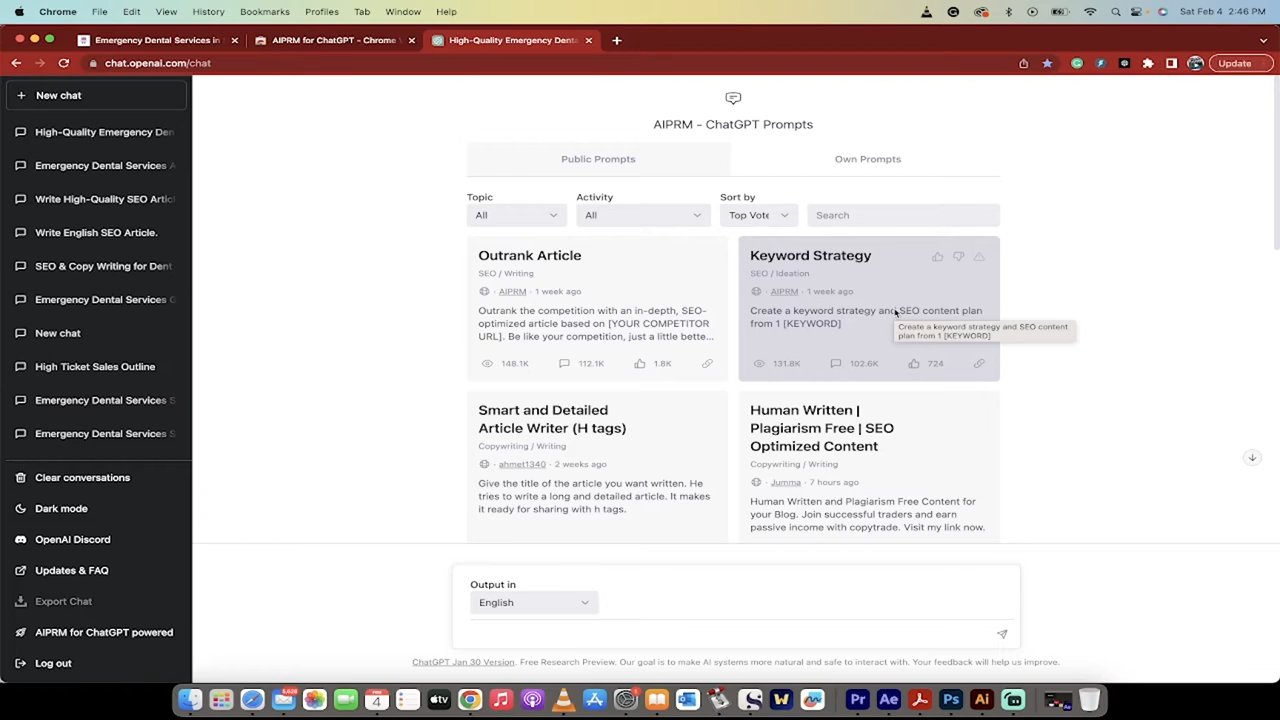 Chrome File Edit View History Bookmarks Profiles Tab Window Help Sat Feb 4 2:46 PM
Emergency Dental Services in AIPRM for ChatGPT - Chrome High-Quality Emergency Denta
chat.openai.com/chat Update
New chat
High-Quality Emergency Den
Emergency Dental Services A
Write High-Quality SEO Artic
Write English SEO Article.
SEO & Copy Writing for Dent
Emergency Dental Services G
New chat
High Ticket Sales Outline
Emergency Dental Services S
Emergency Dental Services S
Clear conversations
Dark mode
OpenAI Discord
Updates & FAQ
Export Chat
AIPRM for ChatGPT powered
Log out
AIPRM - ChatGPT Prompts
Public Prompts Own Prompts
Topic Activity Sort by
All All Top Vote Search
Outrank Article
SEO / Writing
· AIPRM · 1 week ago
Outrank the competition with an in-depth, SEO-
optimized article based on [YOUR COMPETITOR
URL]. Be like your competition, just a little bette...
148.1K 112.1K 1.8K
Keyword Strategy
SEO / Ideation
· AIPRM · 1 week ago
Create a keyword strategy and SEO content plan
from 1 [KEYWORD]
Create a keyword strategy and SEO content
plan from 1 [KEYWORD]
131.8K 102.6K 724
Smart and Detailed
Article Writer (H tags)
Copywriting / Writing
· ahmet1340 · 2 weeks ago
Give the title of the article you want written. He
tries to write a long and detailed article. It makes
it ready for sharing with h tags.
Human Written |
Plagiarism Free | SEO
Optimized Content
Copywriting / Writing
· Jumma · 7 hours ago
Human Written and Plagiarism Free Content for
your Blog. Join successful traders and earn
passive income with copytrade. Visit my link now.
Output in
English
ChatGPT Jan 30 Version. Free Research Preview. Our goal is to make AI systems more natural and safe to interact with. Your feedback will help us improve.